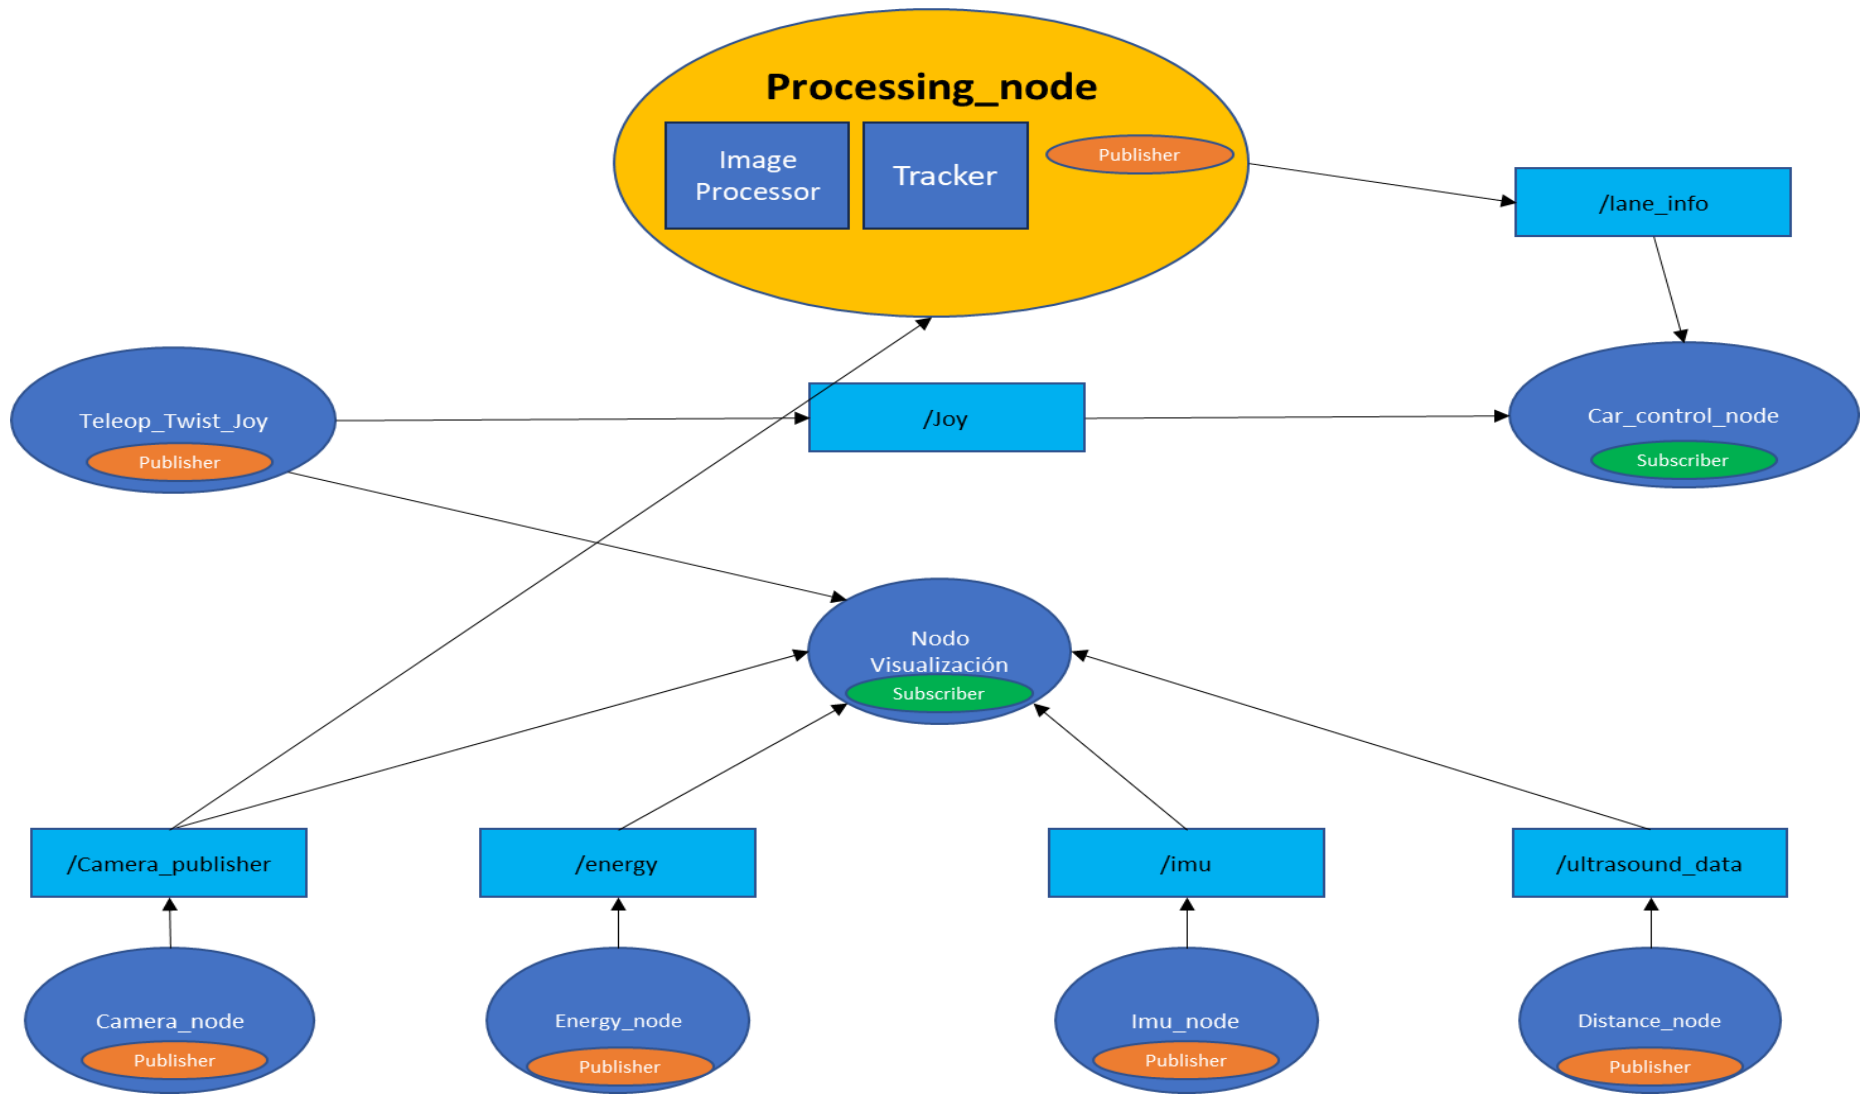 Processing_node
Image
Processor
Tracker
Publisher
/lane_info
Teleop_Twist_Joy
Publisher
/Joy
Car_control_node
Subscriber
Nodo
Visualización
Subscriber
/Camera_publisher
/energy
/imu
/ultrasound_data
Camera_node
Publisher
Energy_node
Publisher
Imu_node
Publisher
Distance_node
Publisher